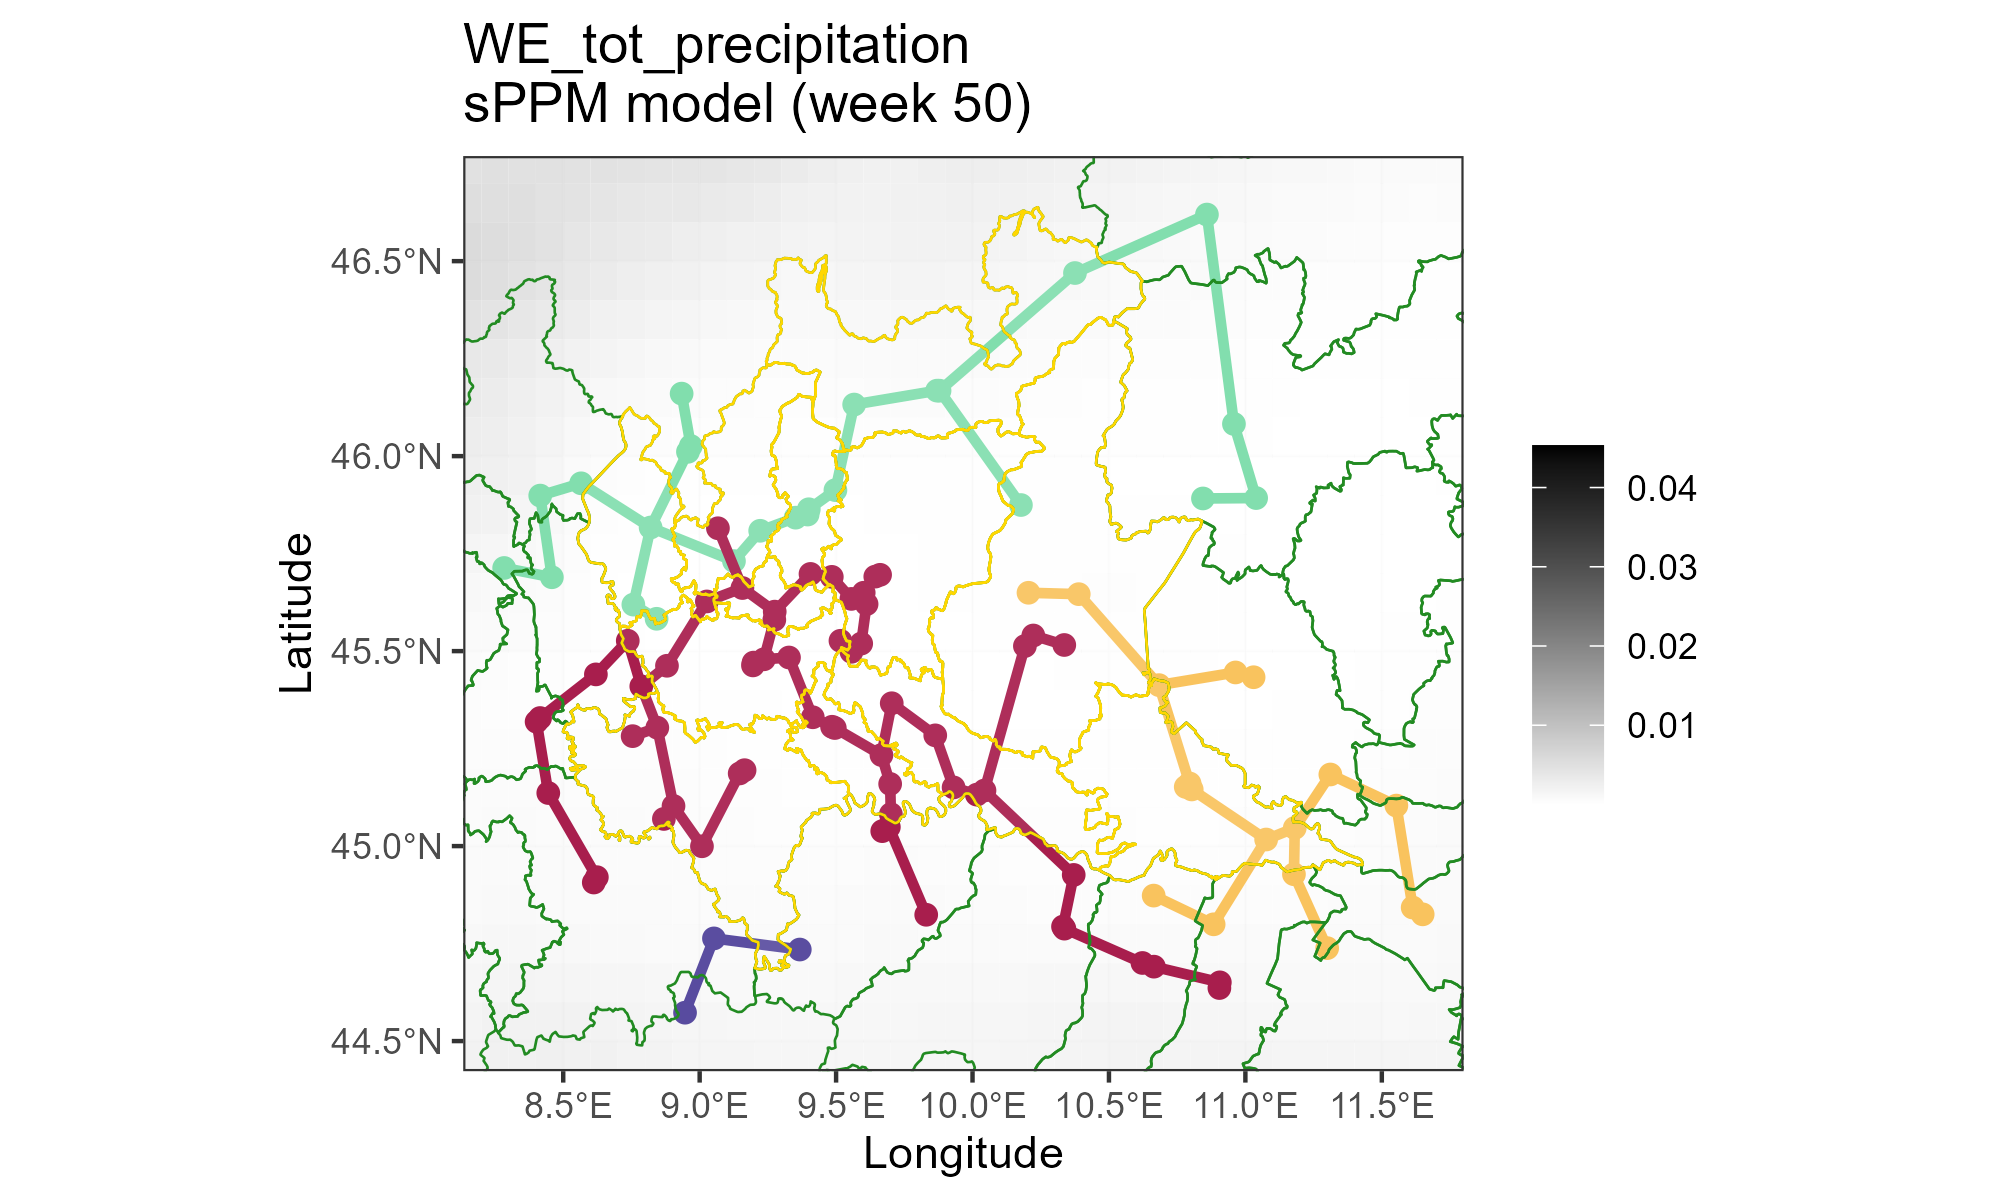 WE_tot_precipitation
sPPM model (week 50)
46.5°N
46.0°N
45.5°N
45.0°N
44.5°N
Latitude
8.5°E 9.0°E 9.5°E 10.0°E 10.5°E 11.0°E 11.5°E
Longitude
0.04
0.03
0.02
0.01